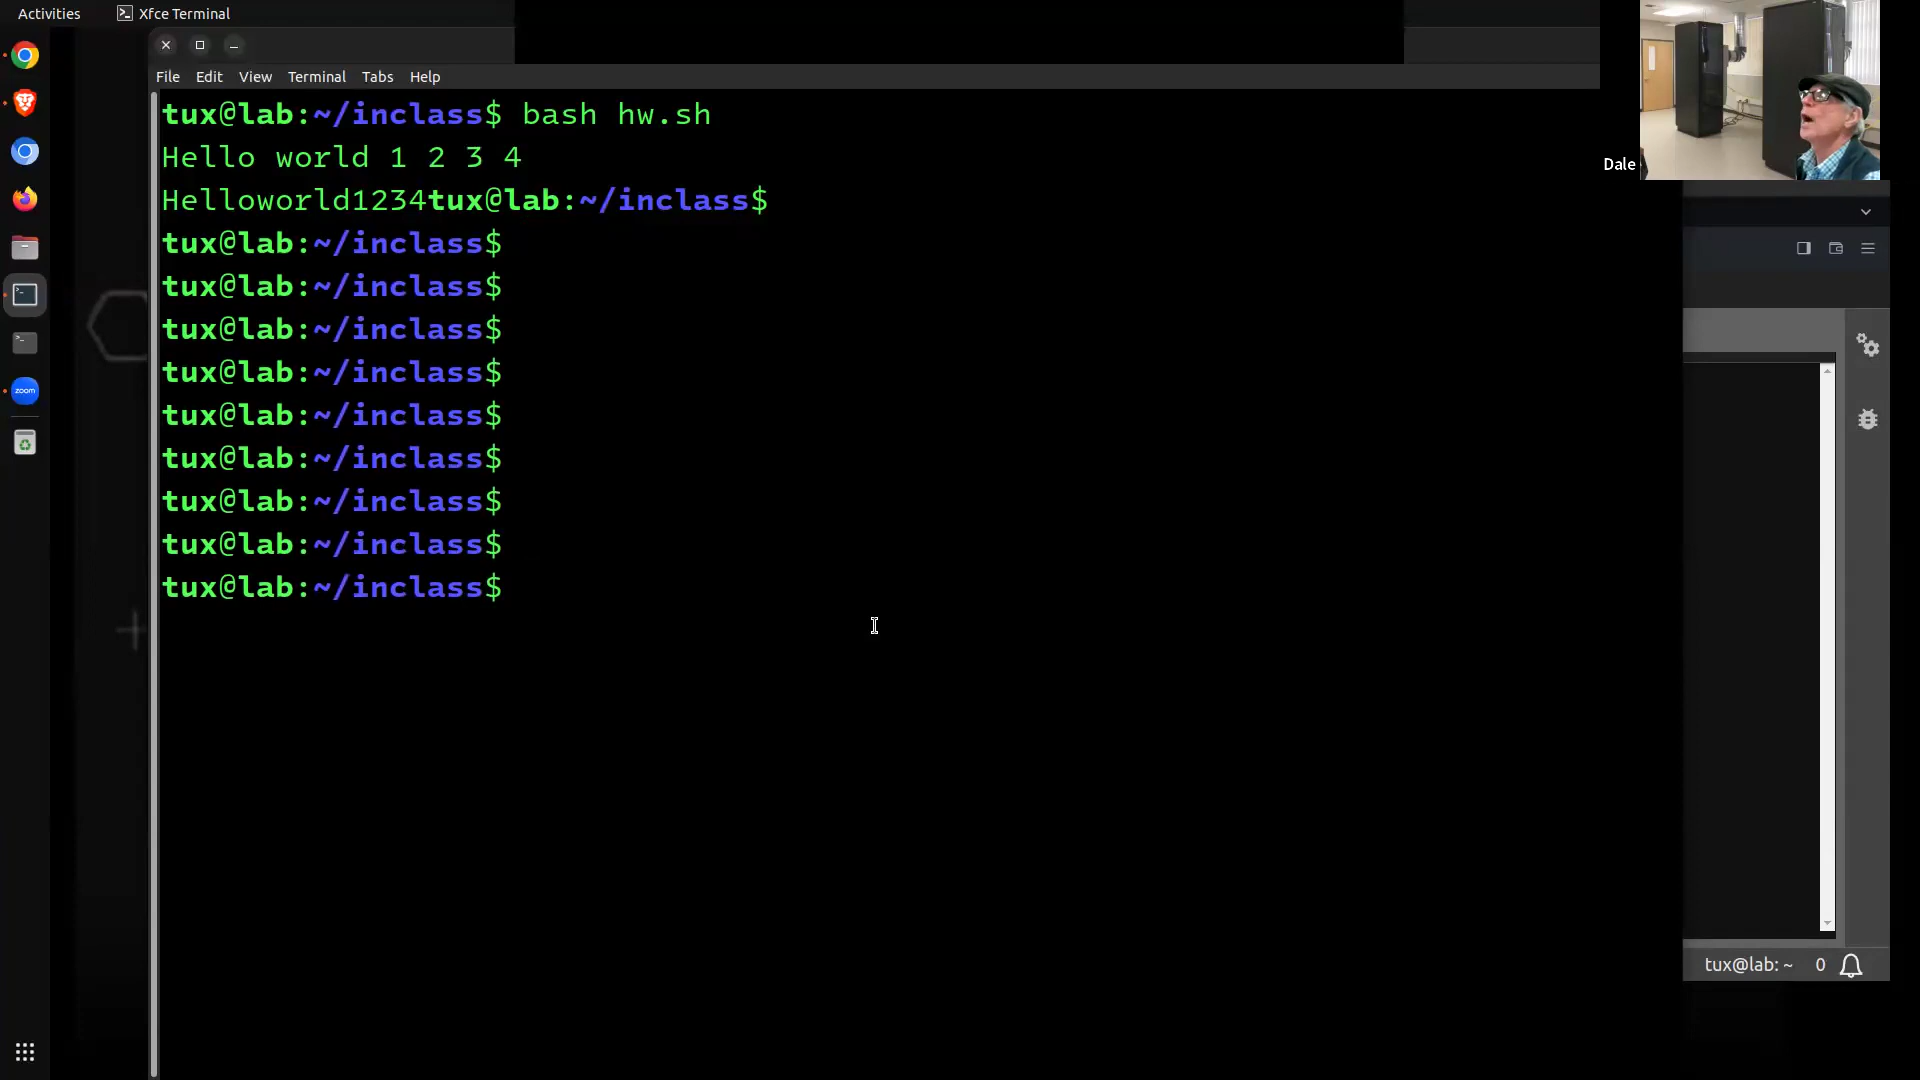 Activities
Xfce Terminal
File Edit View Terminal Tabs Help
tux@lab:~/inclass$ bash hw.sh
Hello world 1 2 3 4
Helloworld1234tux@lab:~/inclass$
tux@lab:~/inclass$
tux@lab:~/inclass$
tux@lab:~/inclass$
tux@lab:~/inclass$
tux@lab:~/inclass$
tux@lab:~/inclass$
tux@lab:~/inclass$
tux@lab:~/inclass$
tux@lab:~/inclass$
Dale
zoom
tux@lab: ~ 0